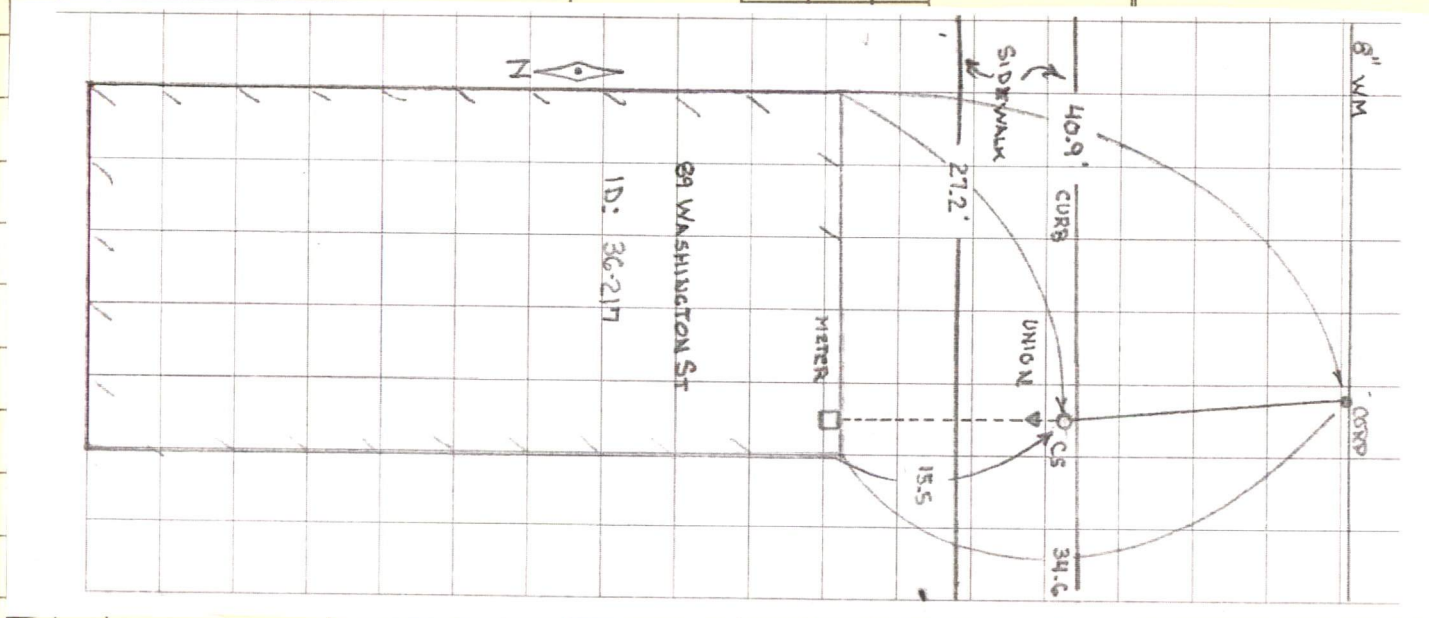 8" WM
SIDEWALK
40.9'
27.2'
CURB
89 WASHINGTON ST
ID: 36-217
METER
UNION
CORP
CS
15.5
34.6
N